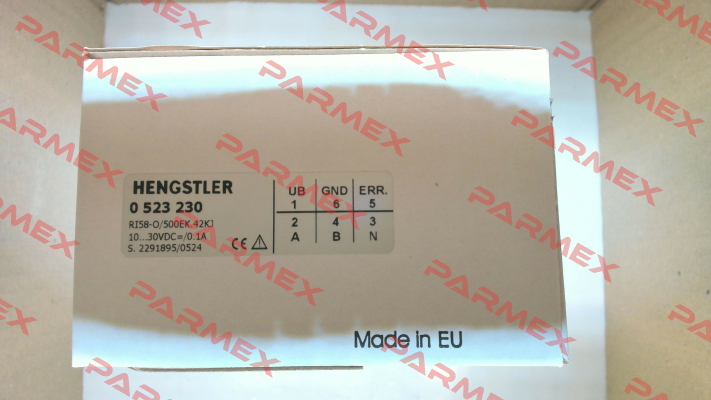 HENGSTLER
0 523 230
RI58-O/500EK.42KJ
10...30VDC=/0.1A
S. 2291895/0524
CE
UB GND ERR.
1 6 5
2 4 3
A B N
Made in EU
PARMEX
PARMEX
PARMEX
PARMEX
PARMEX
PARMEX
PARMEX
PARMEX
PARMEX
PARMEX